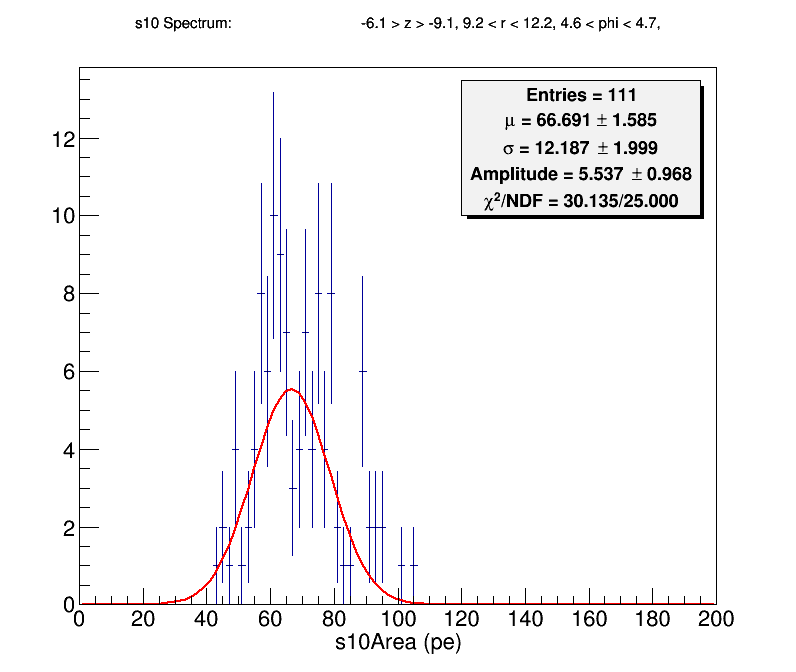 s10 Spectrum: -6.1 > z > -9.1, 9.2 < r < 12.2, 4.6 < phi < 4.7,
Entries = 111
μ = 66.691 ± 1.585
σ = 12.187 ± 1.999
Amplitude = 5.537 ± 0.968
χ²/NDF = 30.135/25.000
12
10
8
6
4
2
0
0 20 40 60 80 100 120 140 160 180 200
s10Area (pe)